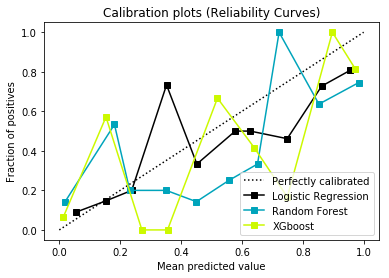 Calibration plots (Reliability Curves)
Fraction of positives
1.0
0.8
0.6
0.4
0.2
0.0
0.0 0.2 0.4 0.6 0.8 1.0
Mean predicted value
Perfectly calibrated
Logistic Regression
Random Forest
XGboost